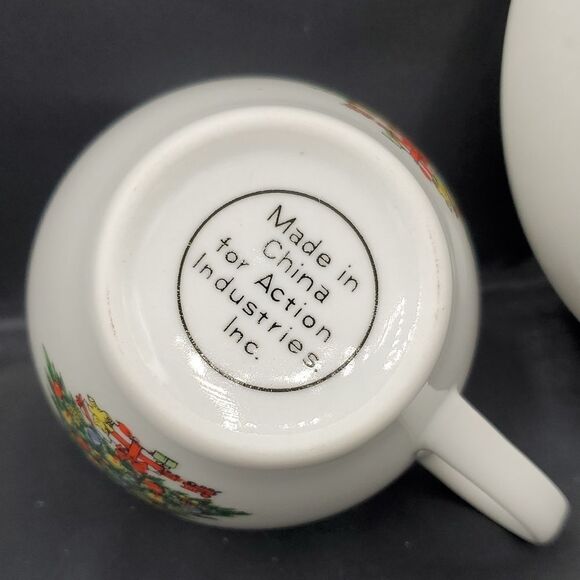 Made in
China
for Action
Industries,
Inc.